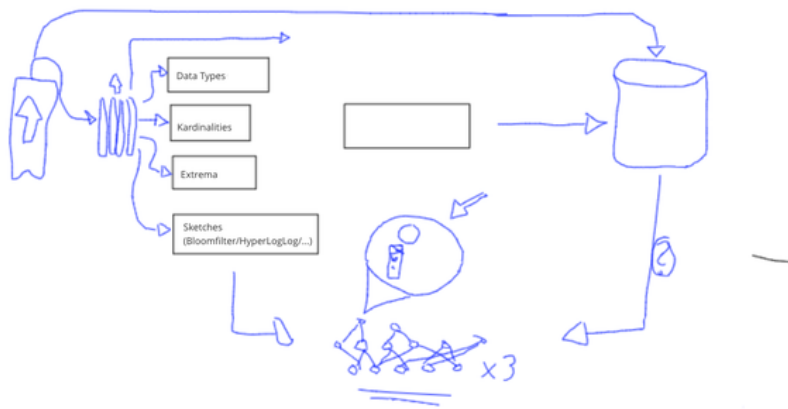 Data Types
Kardinalities
Extrema
Sketches
(Bloomfilter/HyperLogLog/...)
x3